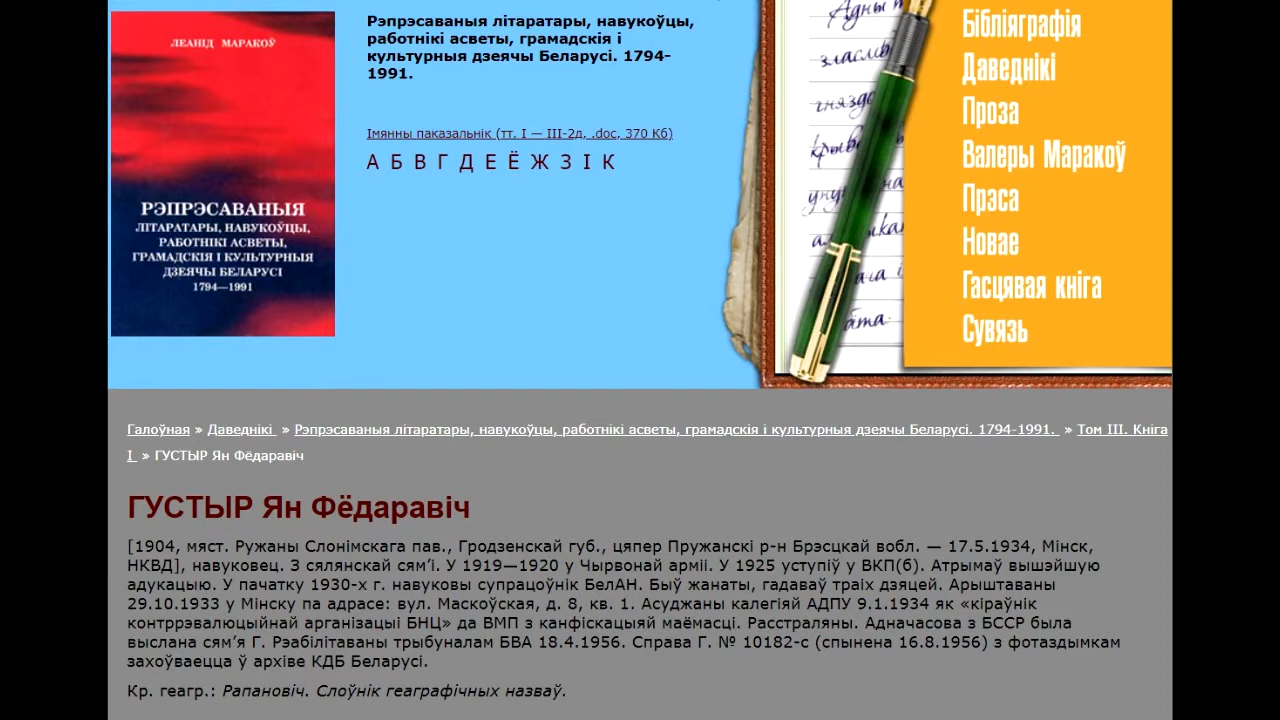 ЛЕАНІД МАРАКОЎ
РЭПРЭСАВАНЫЯ
ЛІТАРАТАРЫ, НАВУКОЎЦЫ,
РАБОТНІКІ АСВЕТЫ,
ГРАМАДСКІЯ І КУЛЬТУРНЫЯ
ДЗЕЯЧЫ БЕЛАРУСІ
1794—1991
Рэпрэсаваныя літаратары, навукоўцы,
работнікі асветы, грамадскія і
культурныя дзеячы Беларусі. 1794-
1991.
Імянны паказальнік (тт. I — III-2д, .doc, 370 Кб)
А Б В Г Д Е Ё Ж З І К
Бібліяграфія
Даведнікі
Проза
Валеры Маракоў
Прэса
Новае
Гасцявая кніга
Сувязь
Галоўная » Даведнікі » Рэпрэсаваныя літаратары, навукоўцы, работнікі асветы, грамадскія і культурныя дзеячы Беларусі. 1794-1991. » Том III. Кніга
I » ГУСТЫР Ян Фёдаравіч
ГУСТЫР Ян Фёдаравіч
[1904, мяст. Ружаны Слонімскага пав., Гродзенскай губ., цяпер Пружанскі р-н Брэсцкай вобл. — 17.5.1934, Мінск,
НКВД], навуковец. З сялянскай сям’і. У 1919—1920 у Чырвонай арміі. У 1925 уступіў у ВКП(б). Атрымаў вышэйшую
адукацыю. У пачатку 1930-х г. навуковы супрацоўнік БелАН. Быў жанаты, гадаваў траіх дзяцей. Арыштаваны
29.10.1933 у Мінску па адрасе: вул. Маскоўская, д. 8, кв. 1. Асуджаны калегіяй АДПУ 9.1.1934 як «кіраўнік
контррэвалюцыйнай арганізацыі БНЦ» да ВМП з канфіскацыяй маёмасці. Расстраляны. Адначасова з БССР была
выслана сям’я Г. Рэабілітаваны трыбуналам БВА 18.4.1956. Справа Г. № 10182-с (спынена 16.8.1956) з фотаздымкам
захоўваецца ў архіве КДБ Беларусі.
Кр. геагр.: Рапановіч. Слоўнік геаграфічных назваў.